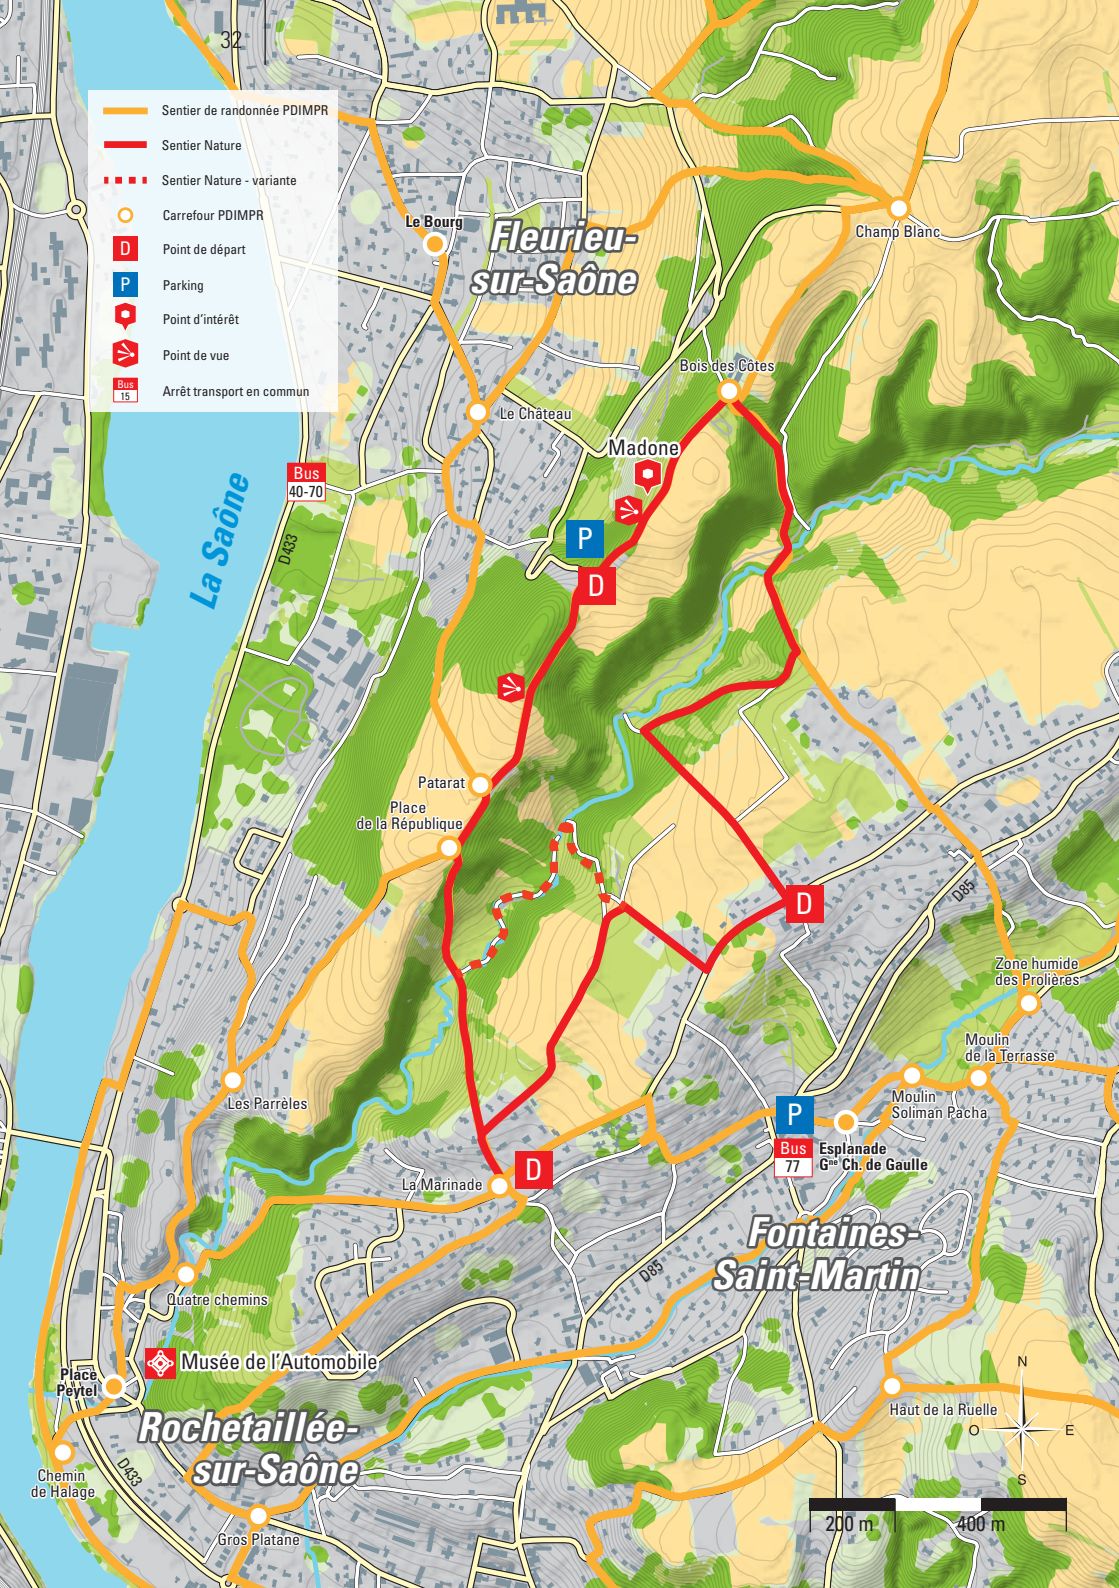 32
Sentier de randonnée PDIMPR
Sentier Nature
Sentier Nature - variante
Carrefour PDIMPR
D
Point de départ
P
Parking
Point d'intérêt
Point de vue
Bus
15
Arrêt transport en commun
Le Bourg
Fleurieu-
sur-Saône
Champ Blanc
Bois des Côtes
Le Château
Madone
Bus
40-70
La Saône
D433
P
D
Patarat
Place
de la République
D
D85
Zone humide
des Prolières
Moulin
de la Terrasse
Moulin
Soliman Pacha
Les Parrèles
P
Bus
77
Esplanade
Gne Ch. de Gaulle
La Marinade
D
Fontaines-
Saint-Martin
D85
Quatre chemins
Musée de l'Automobile
Place
Peytel
Rochetaillée-
sur-Saône
D433
Chemin
de Halage
Gros Platane
Haut de la Ruelle
N
O
E
S
200 m
400 m